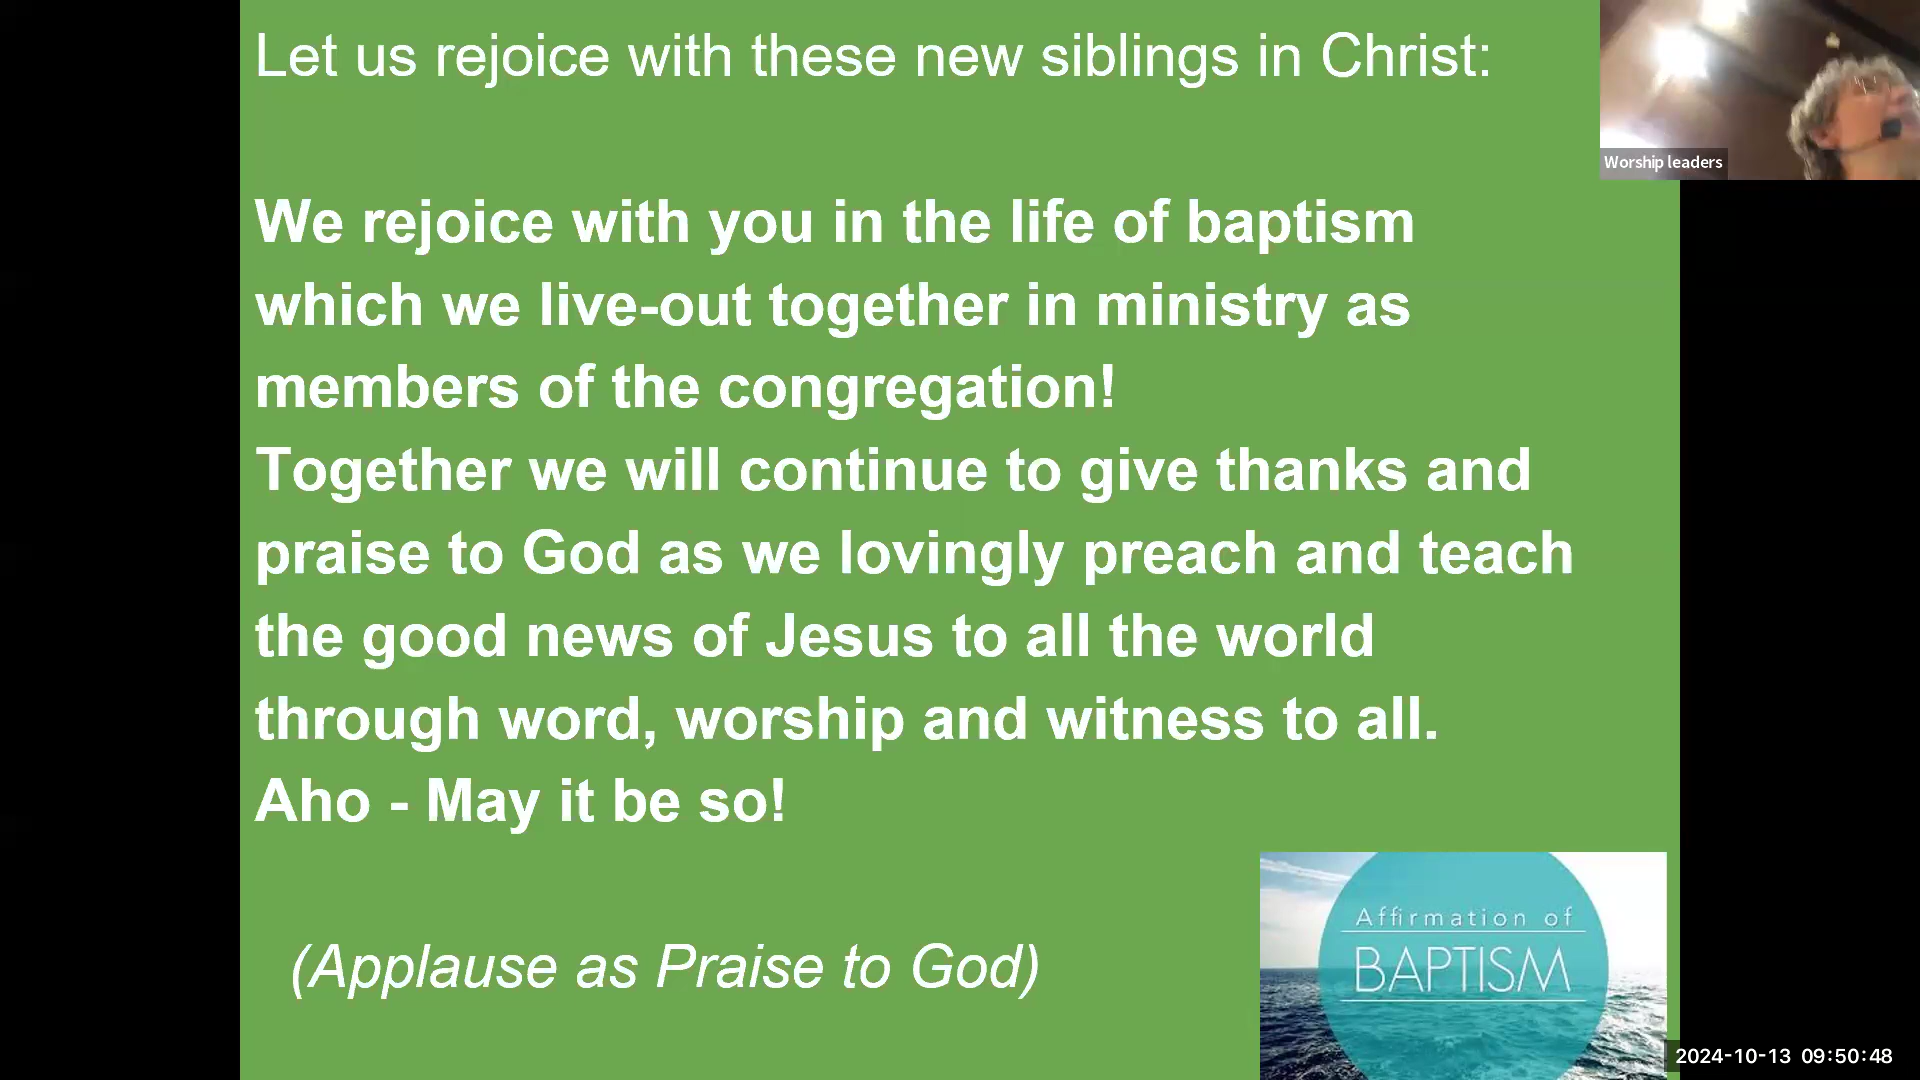 Let us rejoice with these new siblings in Christ:
Worship leaders
We rejoice with you in the life of baptism
which we live-out together in ministry as
members of the congregation!
Together we will continue to give thanks and
praise to God as we lovingly preach and teach
the good news of Jesus to all the world
through word, worship and witness to all.
Aho - May it be so!
(Applause as Praise to God)
Affirmation of
BAPTISM
2024-10-13 09:50:48